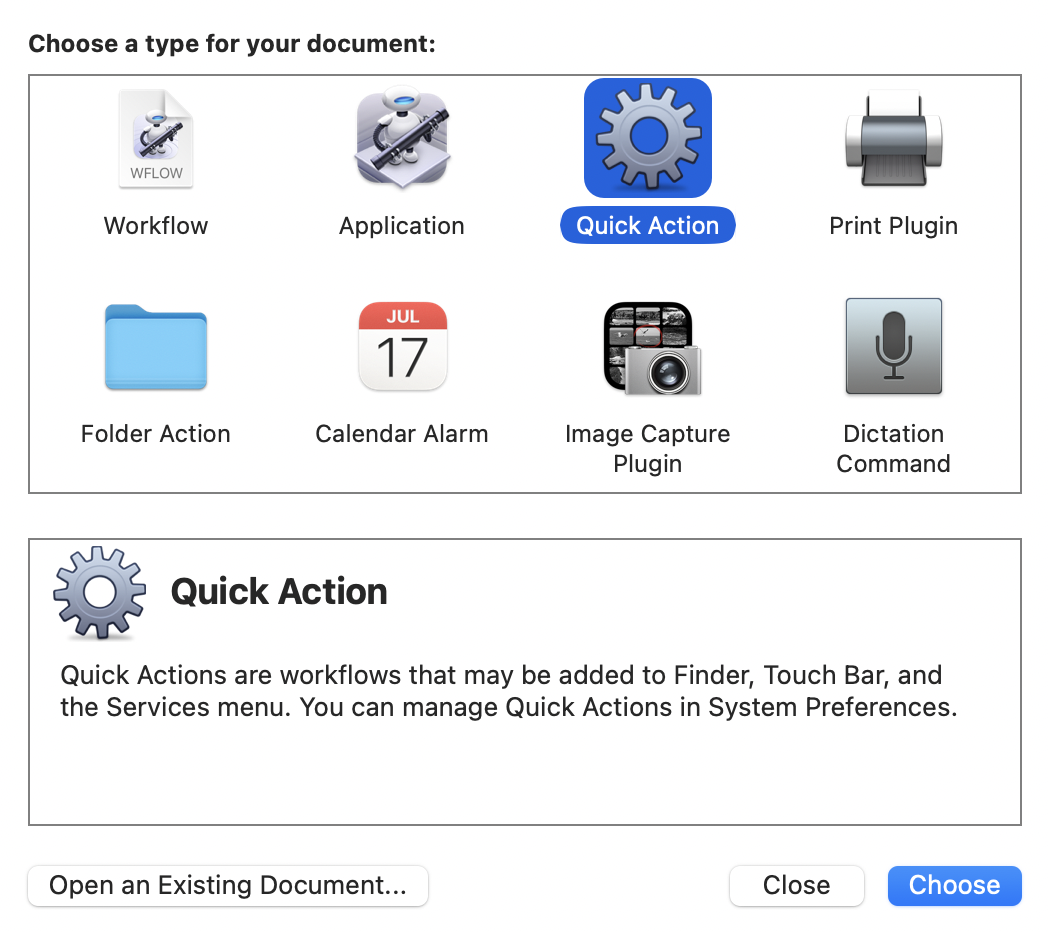 Choose a type for your document:
WFLOW
Workflow
Application
Quick Action
Print Plugin
Folder Action
JUL
17
Calendar Alarm
Image Capture
Plugin
Dictation
Command
Quick Action
Quick Actions are workflows that may be added to Finder, Touch Bar, and
the Services menu. You can manage Quick Actions in System Preferences.
Open an Existing Document...
Close
Choose